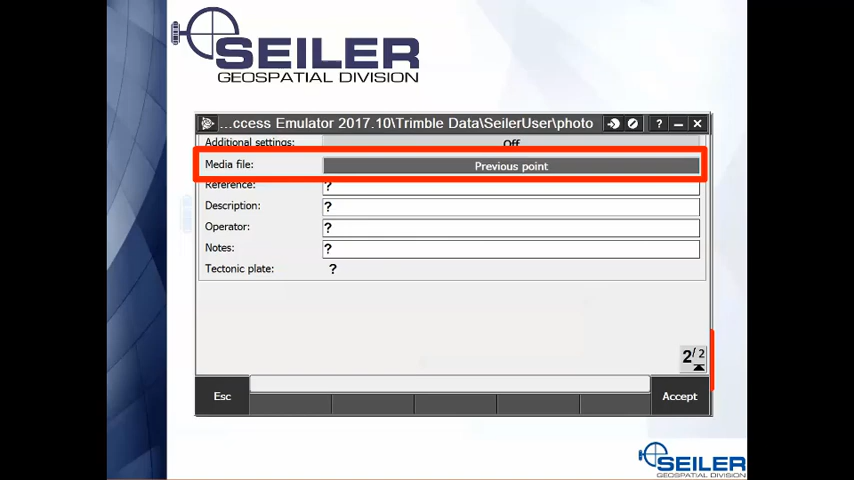 SEILER
GEOSPATIAL DIVISION
...ccess Emulator 2017.10\Trimble Data\SeilerUser\photo ?
Additional settings: Off
Media file: Previous point
Reference: ?
Description: ?
Operator: ?
Notes: ?
Tectonic plate: ?
2/2
Esc Accept
SEILER
GEOSPATIAL DIVISION